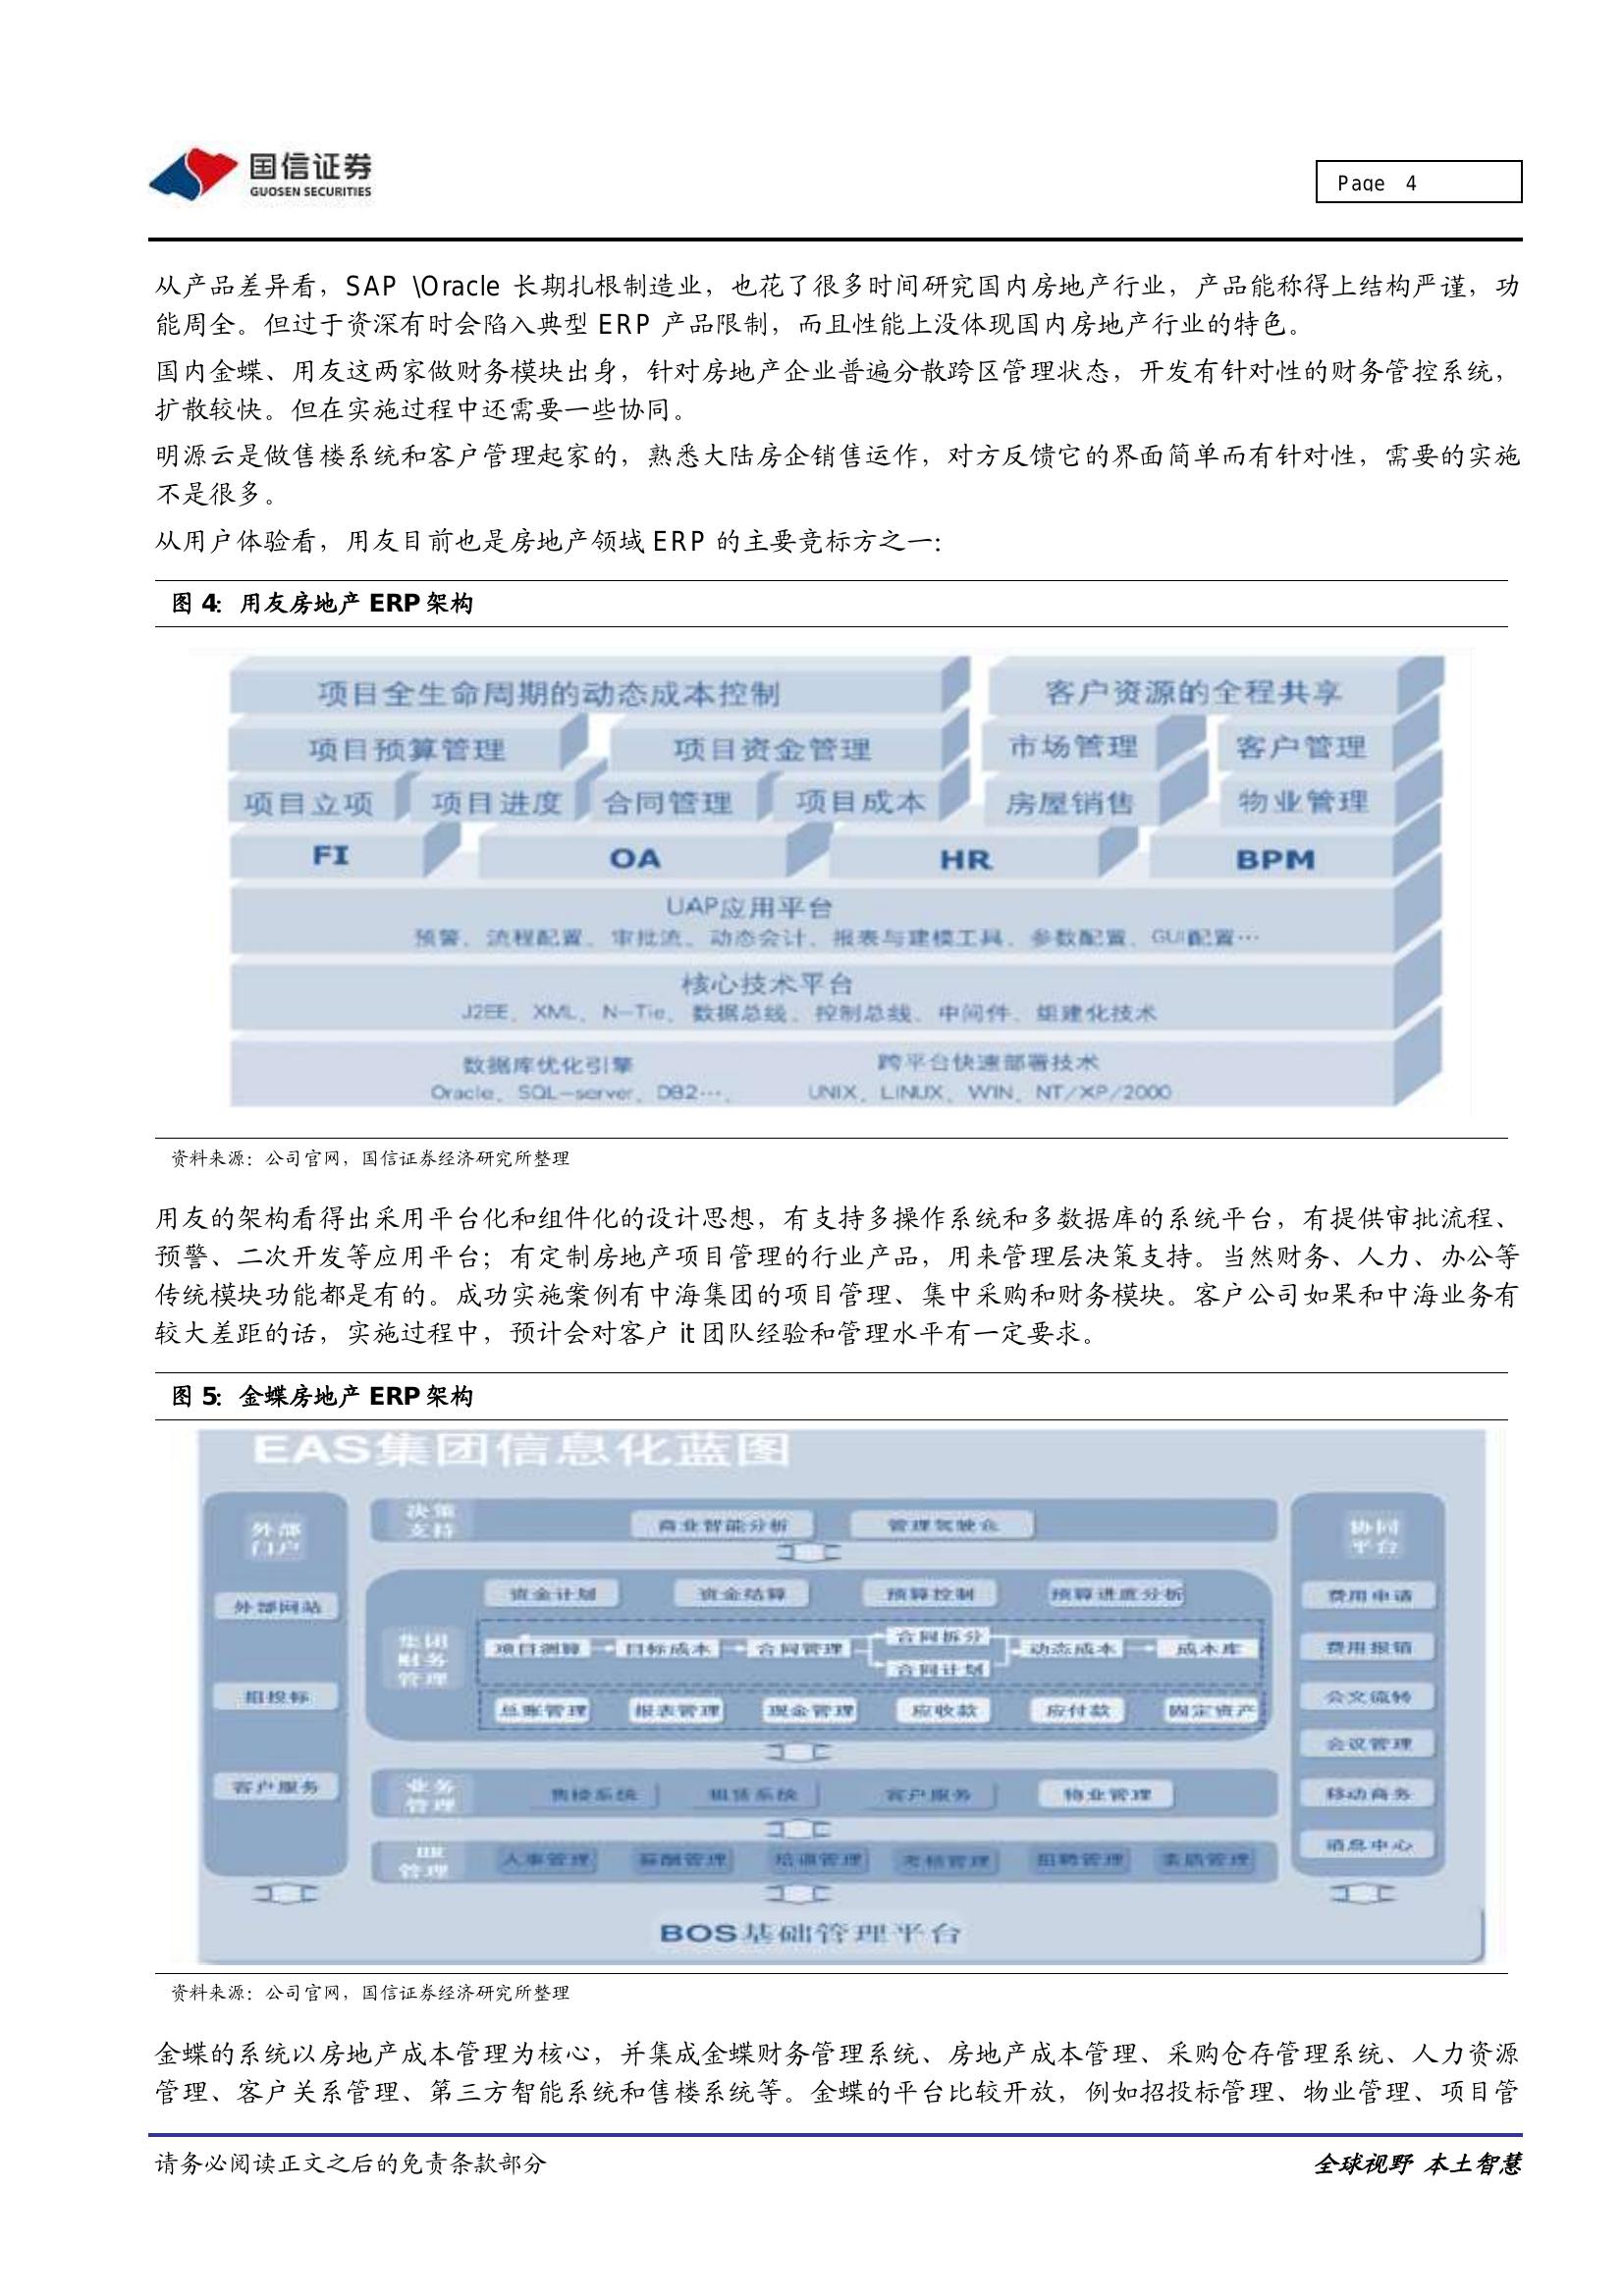 国信证券
GUOSEN SECURITIES
Page 4
从产品差异看，SAP \Oracle 长期扎根制造业，也花了很多时间研究国内房地产行业，产品能称得上结构严谨，功
能周全。但过于资深有时会陷入典型 ERP 产品限制，而且性能上没体现国内房地产行业的特色。
国内金蝶、用友这两家做财务模块出身，针对房地产企业普遍分散跨区管理状态，开发有针对性的财务管控系统，
扩散较快。但在实施过程中还需要一些协同。
明源云是做售楼系统和客户管理起家的，熟悉大陆房企销售运作，对方反馈它的界面简单而有针对性，需要的实施
不是很多。
从用户体验看，用友目前也是房地产领域 ERP 的主要竞标方之一：
图 4：用友房地产 ERP 架构
项目全生命周期的动态成本控制 客户资源的全程共享
项目预算管理 项目资金管理 市场管理 客户管理
项目立项 项目进度 合同管理 项目成本 房屋销售 物业管理
FI OA HR BPM
UAP应用平台
预警、流程配置、审批流、动态会计、报表与建模工具、参数配置、GUI配置…
核心技术平台
J2EE、XML、N-Tie、数据总线、控制总线、中间件、组建化技术
数据库优化引擎 跨平台快速部署技术
Oracle、SQL-server、DB2…、 UNIX、LINUX、WIN、NT/XP/2000
资料来源：公司官网，国信证券经济研究所整理
用友的架构看得出采用平台化和组件化的设计思想，有支持多操作系统和多数据库的系统平台，有提供审批流程、
预警、二次开发等应用平台；有定制房地产项目管理的行业产品，用来管理层决策支持。当然财务、人力、办公等
传统模块功能都是有的。成功实施案例有中海集团的项目管理、集中采购和财务模块。客户公司如果和中海业务有
较大差距的话，实施过程中，预计会对客户 it 团队经验和管理水平有一定要求。
图 5：金蝶房地产 ERP 架构
EAS集团信息化蓝图
外部
门户
外部网站
招投标
客户服务
决策
支持
商业智能分析 管理驾驶仓
集团
财务
管理
资金计划 资金结算 预算控制 预算进度分析
项目测算 目标成本 合同管理 合同拆分 合同计划 动态成本 成本库
总账管理 报表管理 现金管理 应收款 应付款 固定资产
业务
管理
售楼系统 租赁系统 客户服务 物业管理
HR
管理
人事管理 薪酬管理 培训管理 考核管理 招聘管理 素质管理
协同
平台
费用申请
费用报销
公文流转
会议管理
移动商务
消息中心
BOS基础管理平台
资料来源：公司官网，国信证券经济研究所整理
金蝶的系统以房地产成本管理为核心，并集成金蝶财务管理系统、房地产成本管理、采购仓存管理系统、人力资源
管理、客户关系管理、第三方智能系统和售楼系统等。金蝶的平台比较开放，例如招投标管理、物业管理、项目管
请务必阅读正文之后的免责条款部分
全球视野 本土智慧